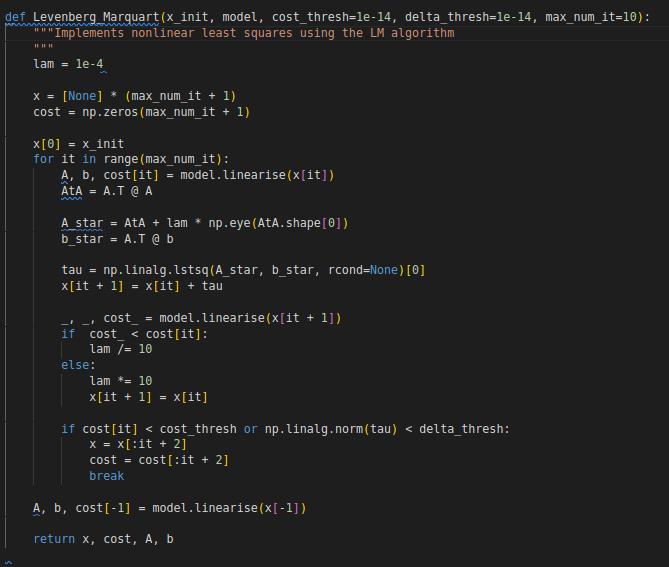 def Levenberg_Marquart(x_init, model, cost_thresh=1e-14, delta_thresh=1e-14, max_num_it=10):
    """Implements nonlinear least squares using the LM algorithm
    """
    lam = 1e-4

    x = [None] * (max_num_it + 1)
    cost = np.zeros(max_num_it + 1)

    x[0] = x_init
    for it in range(max_num_it):
        A, b, cost[it] = model.linearise(x[it])
        AtA = A.T @ A

        A_star = AtA + lam * np.eye(AtA.shape[0])
        b_star = A.T @ b

        tau = np.linalg.lstsq(A_star, b_star, rcond=None)[0]
        x[it + 1] = x[it] + tau

        _, _, cost_ = model.linearise(x[it + 1])
        if  cost_ < cost[it]:
            lam /= 10
        else:
            lam *= 10
            x[it + 1] = x[it]

        if cost[it] < cost_thresh or np.linalg.norm(tau) < delta_thresh:
            x = x[:it + 2]
            cost = cost[:it + 2]
            break

    A, b, cost[-1] = model.linearise(x[-1])

    return x, cost, A, b